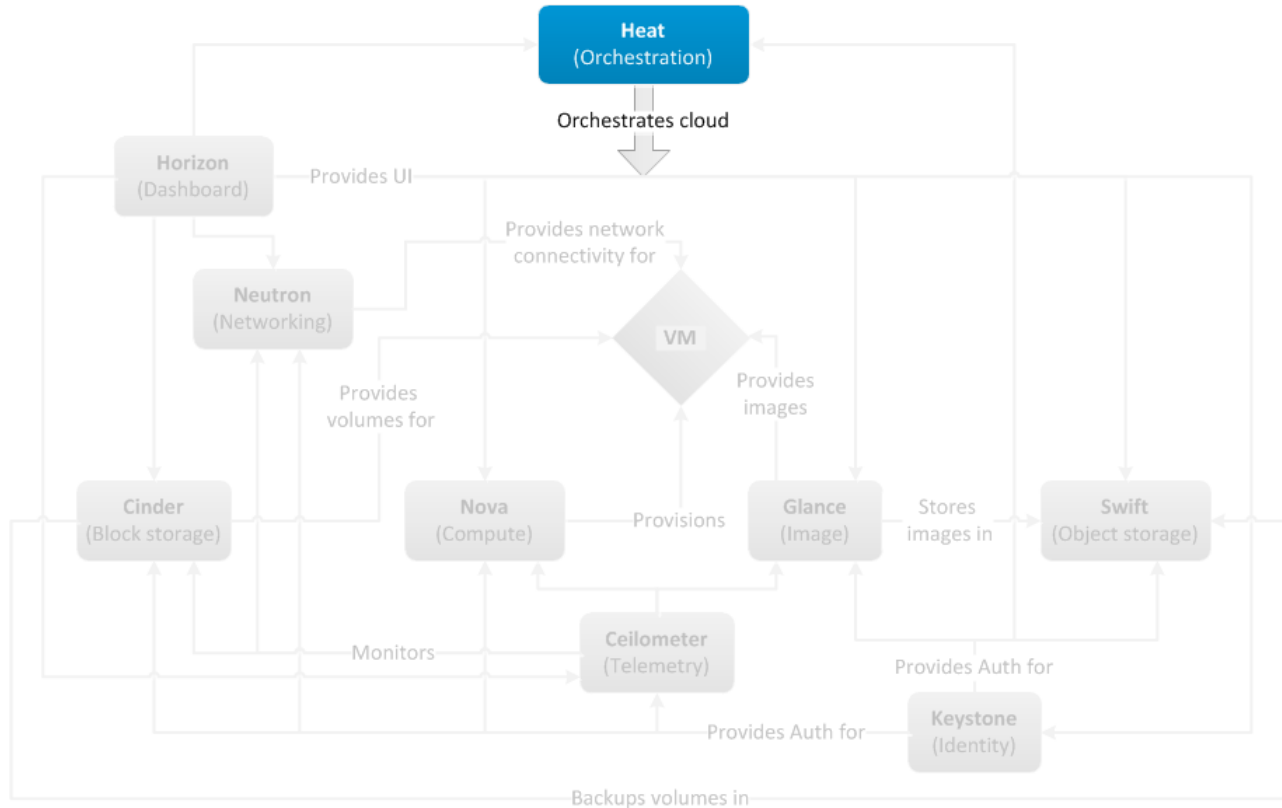 Heat
(Orchestration)
Orchestrates cloud
Horizon
(Dashboard)
Provides UI
Provides network
connectivity for
Neutron
(Networking)
VM
Provides
volumes for
Provides
images
Cinder
(Block storage)
Nova
(Compute)
Provisions
Glance
(Image)
Stores
images in
Swift
(Object storage)
Ceilometer
(Telemetry)
Monitors
Provides Auth for
Keystone
(Identity)
Provides Auth for
Backups volumes in